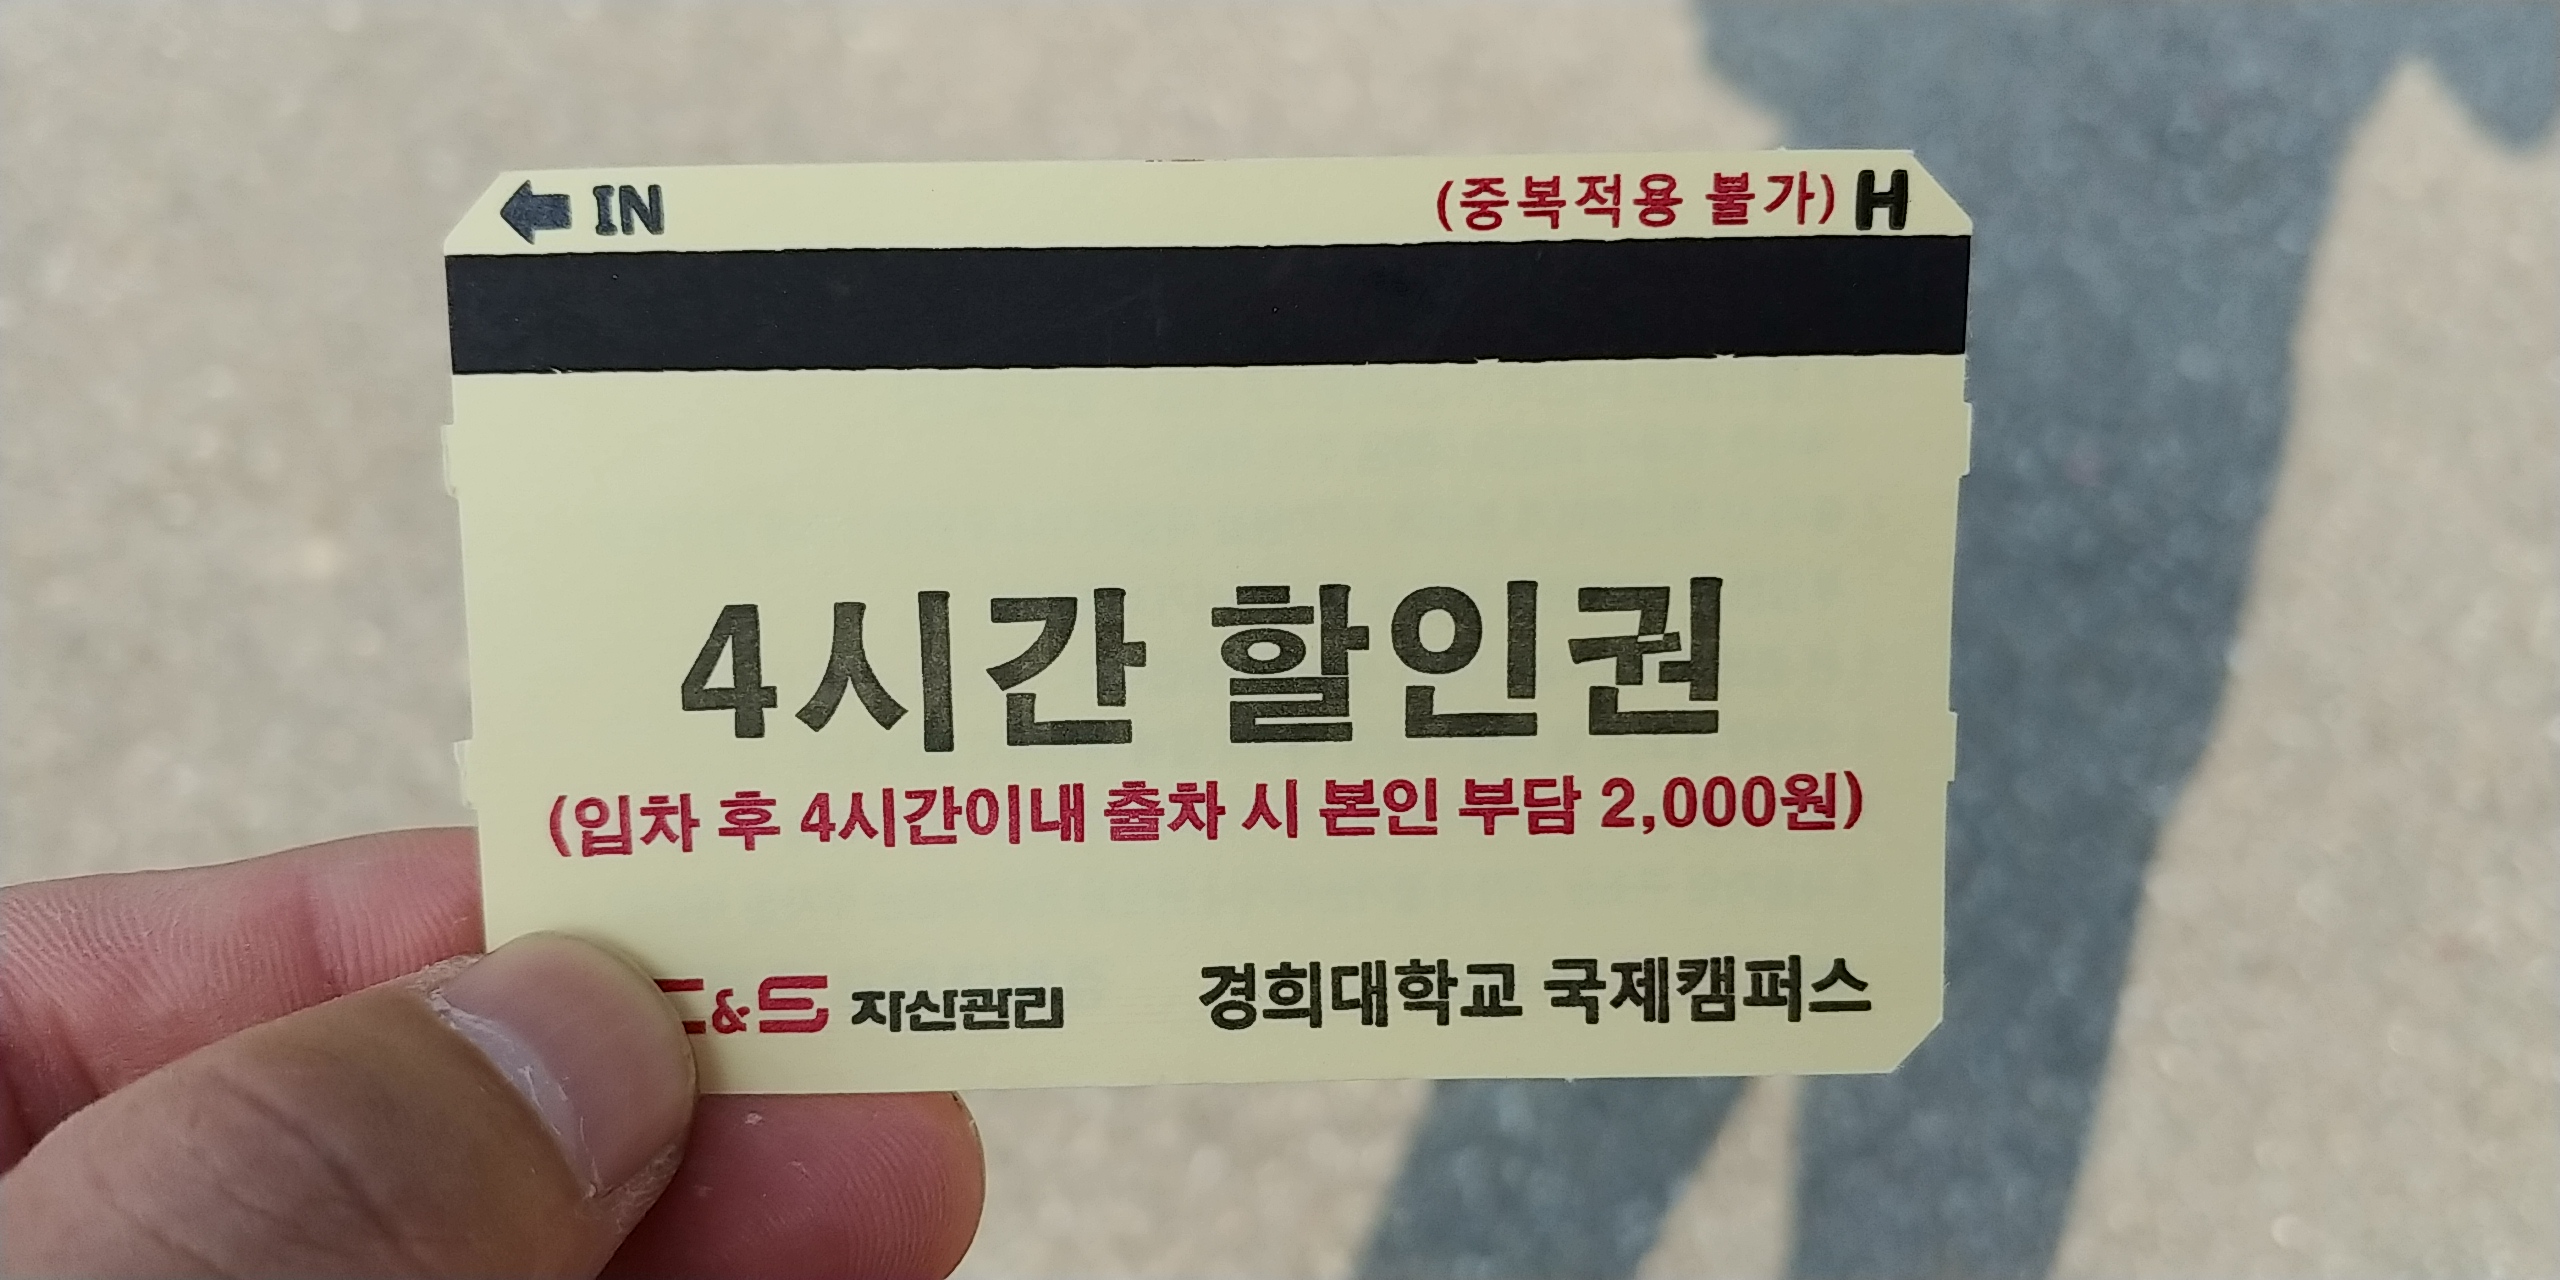 IN (중복적용 불가) H
4시간 할인권
(입차 후 4시간이내 출차 시 본인 부담 2,000원)
&S 자산관리 경희대학교 국제캠퍼스